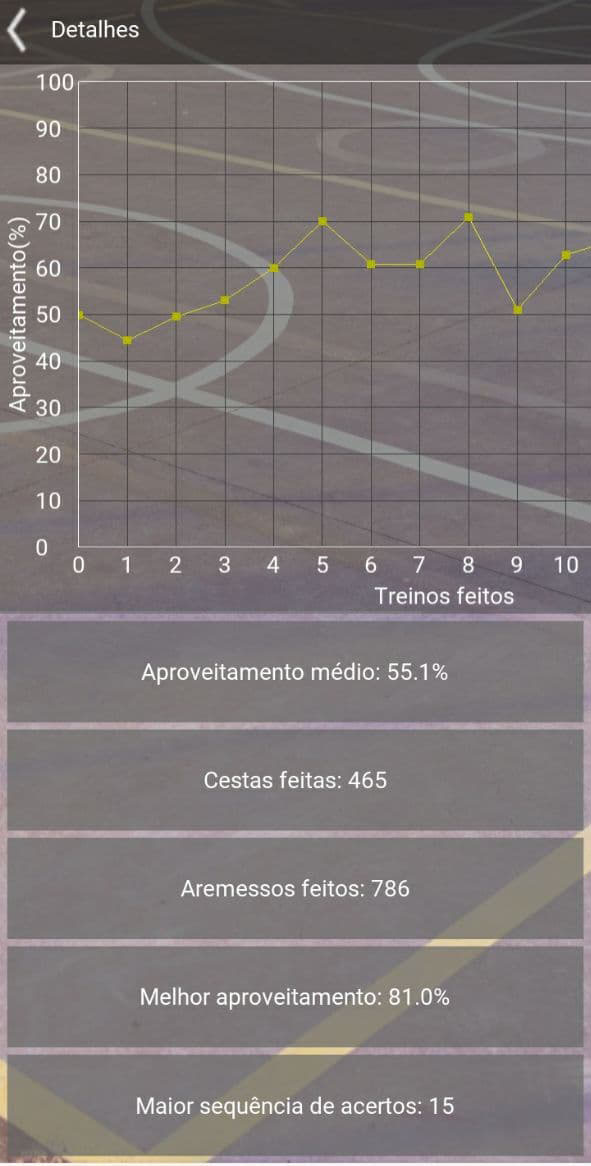 Detalhes
100
90
80
70
60
50
40
30
20
10
0
Aproveitamento(%)
0 1 2 3 4 5 6 7 8 9 10
Treinos feitos
Aproveitamento médio: 55.1%
Cestas feitas: 465
Aremessos feitos: 786
Melhor aproveitamento: 81.0%
Maior sequência de acertos: 15